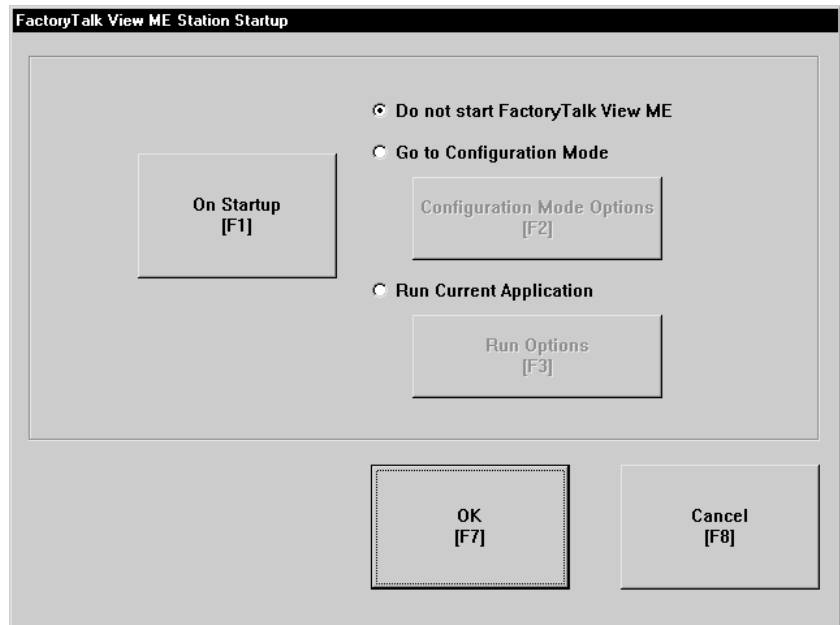 FactoryTalk View ME Station Startup
Do not start FactoryTalk View ME
Go to Configuration Mode
On Startup
[F1]
Configuration Mode Options
[F2]
Run Current Application
Run Options
[F3]
OK
[F7]
Cancel
[F8]